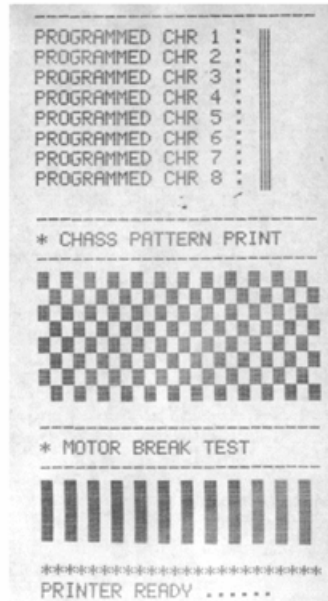 ------------------------
PROGRAMMED CHR 1 :
PROGRAMMED CHR 2 :
PROGRAMMED CHR 3 :
PROGRAMMED CHR 4 :
PROGRAMMED CHR 5 :
PROGRAMMED CHR 6 :
PROGRAMMED CHR 7 :
PROGRAMMED CHR 8 :
------------------------
* CHASS PATTERN PRINT
------------------------
------------------------
* MOTOR BREAK TEST
------------------------
************************
PRINTER READY ......